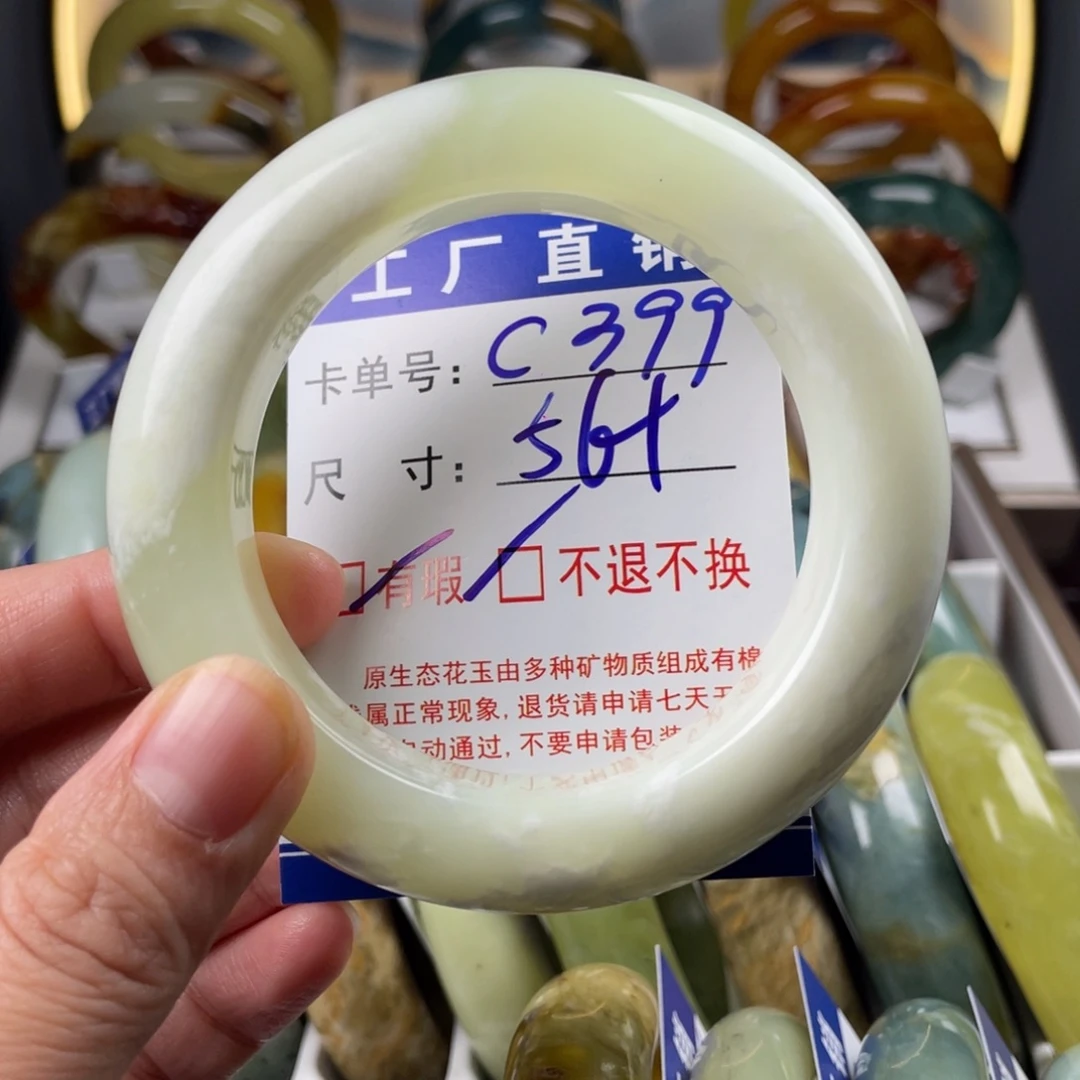 工厂直销
卡单号: C399
尺 寸: 56+
有瑕 不退不换
原生态花玉由多种矿物质组成有棉
属正常现象,退货请申请七天无
自动通过,不要申请包装